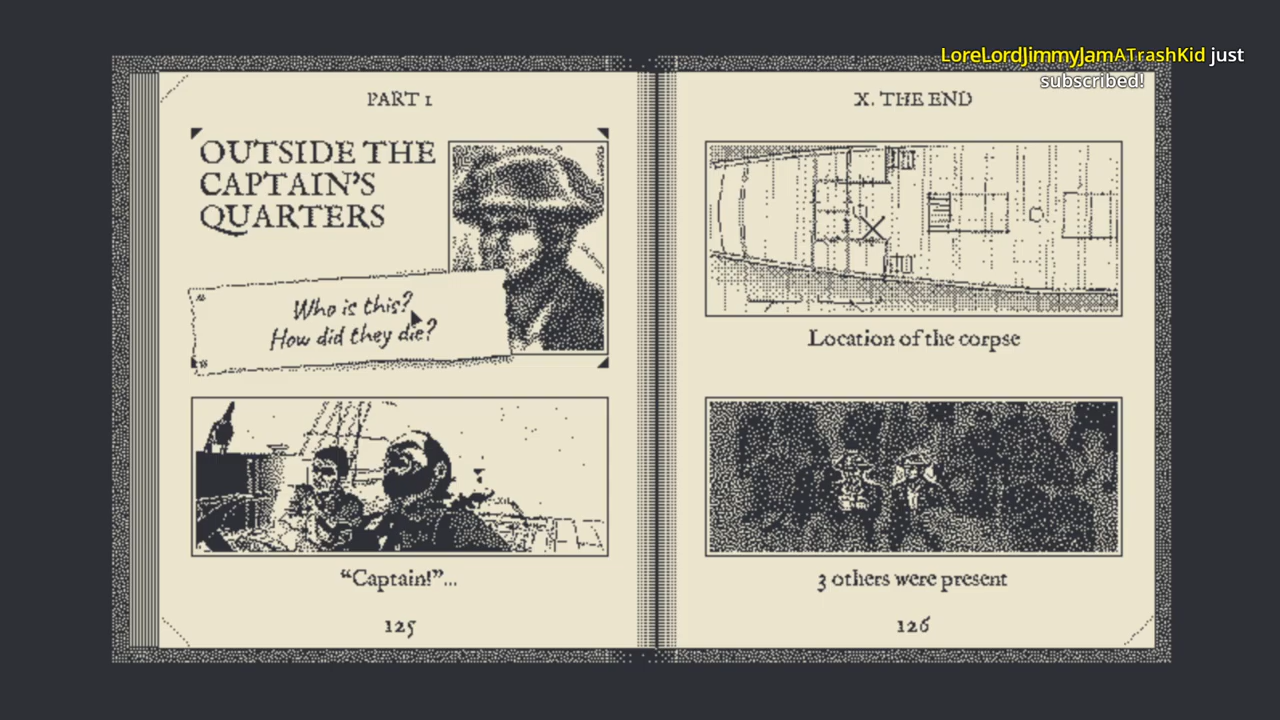 LoreLordJimmyJamATrashKid just
subscribed!
PART 1
OUTSIDE THE
CAPTAIN'S
QUARTERS
Who is this?
How did they die?
"Captain!"...
125
X. THE END
Location of the corpse
3 others were present
126